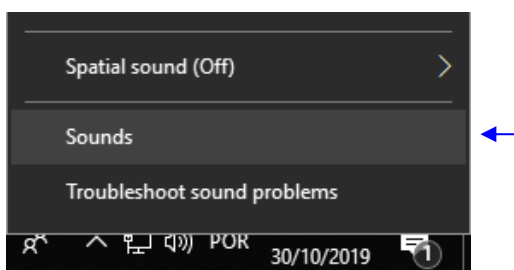 Spatial sound (Off)
Sounds
Troubleshoot sound problems
POR
30/10/2019
1